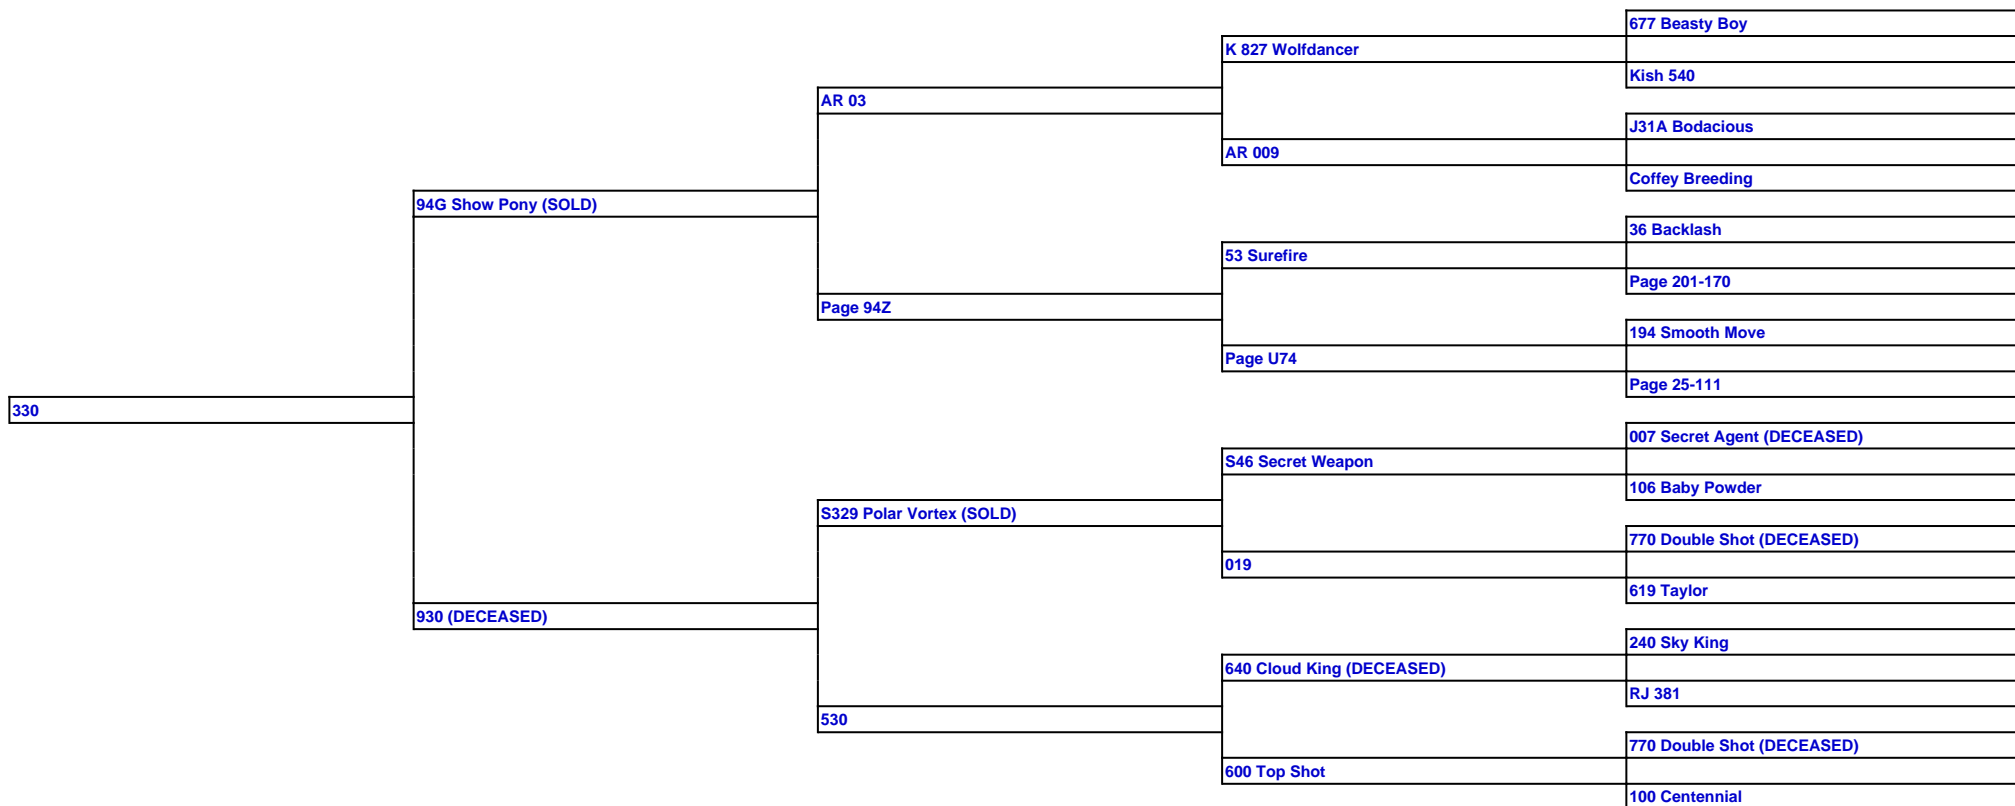 677 Beasty Boy
K 827 Wolfdancer
Kish 540
AR 03
J31A Bodacious
AR 009
Coffey Breeding
94G Show Pony (SOLD)
36 Backlash
53 Surefire
Page 201-170
Page 94Z
194 Smooth Move
Page U74
Page 25-111
330
007 Secret Agent (DECEASED)
S46 Secret Weapon
106 Baby Powder
S329 Polar Vortex (SOLD)
770 Double Shot (DECEASED)
019
619 Taylor
930 (DECEASED)
240 Sky King
640 Cloud King (DECEASED)
RJ 381
530
770 Double Shot (DECEASED)
600 Top Shot
100 Centennial